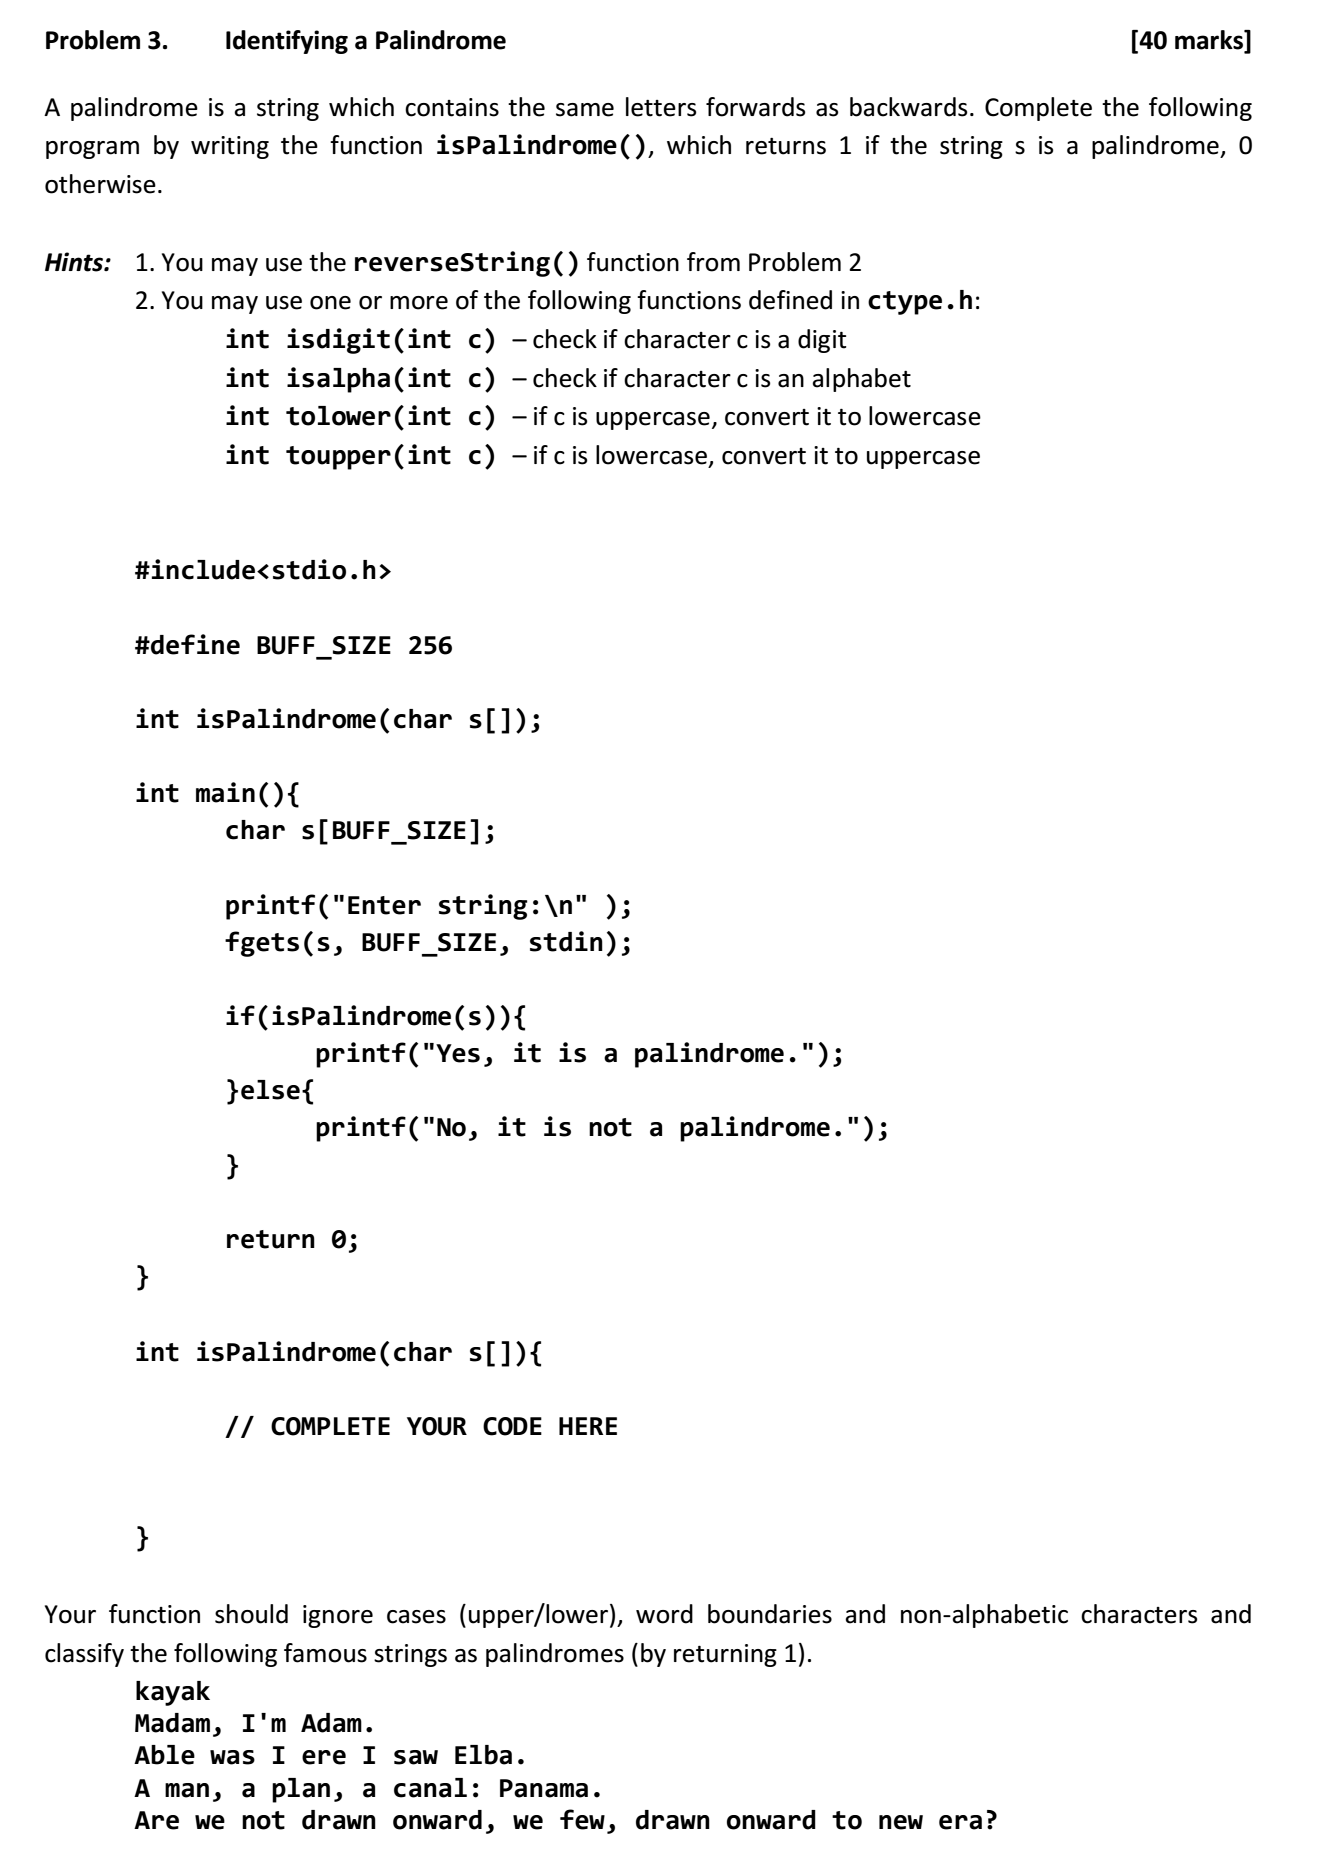 Problem 3. Identifying a Palindrome [40 marks]
A palindrome is a string which contains the same letters forwards as backwards. Complete the following
program by writing the function isPalindrome(), which returns 1 if the string s is a palindrome, 0
otherwise.
Hints: 1. You may use the reverseString() function from Problem 2
2. You may use one or more of the following functions defined in ctype.h:
int isdigit(int c) – check if character c is a digit
int isalpha(int c) – check if character c is an alphabet
int tolower(int c) – if c is uppercase, convert it to lowercase
int toupper(int c) – if c is lowercase, convert it to uppercase
#include<stdio.h>
#define BUFF_SIZE 256
int isPalindrome(char s[]);
int main(){
char s[BUFF_SIZE];
printf("Enter string:\n" );
fgets(s, BUFF_SIZE, stdin);
if(isPalindrome(s)){
printf("Yes, it is a palindrome.");
}else{
printf("No, it is not a palindrome.");
}
return 0;
}
int isPalindrome(char s[]){
// COMPLETE YOUR CODE HERE
}
Your function should ignore cases (upper/lower), word boundaries and non-alphabetic characters and
classify the following famous strings as palindromes (by returning 1).
kayak
Madam, I'm Adam.
Able was I ere I saw Elba.
A man, a plan, a canal: Panama.
Are we not drawn onward, we few, drawn onward to new era?